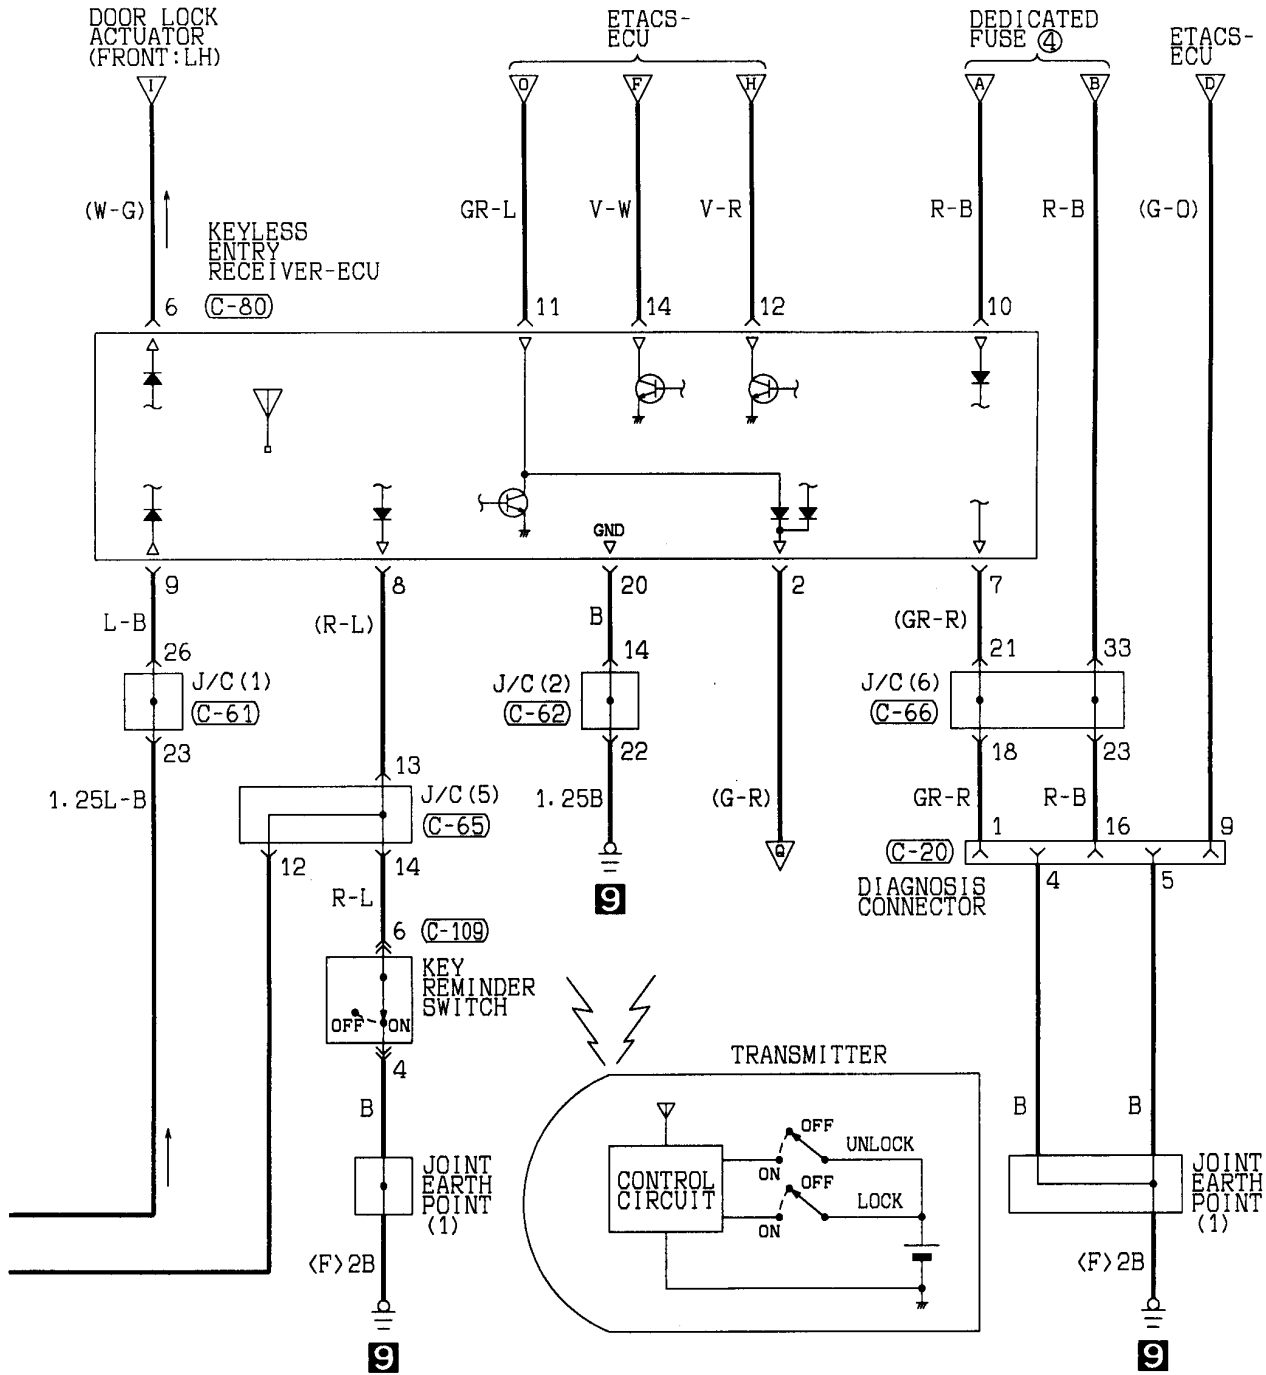 DOOR LOCK
ACTUATOR
(FRONT:LH)
ETACS-
ECU
DEDICATED
FUSE ④
ETACS-
ECU
I
O
F
H
A
B
D
(W-G)
GR-L
V-W
V-R
R-B
R-B
(G-O)
KEYLESS
ENTRY
RECEIVER-ECU
6
(C-80)
11
14
12
10
GND
9
8
20
2
7
L-B
(R-L)
B
(GR-R)
26
14
21
33
J/C(1)
(C-61)
J/C(2)
(C-62)
J/C(6)
(C-66)
23
22
18
23
13
1.25L-B
J/C(5)
(C-65)
1.25B
(G-R)
GR-R
R-B
12
14
Q
(C-20)
1
16
9
4
5
DIAGNOSIS
CONNECTOR
R-L
9
6
(C-109)
KEY
REMINDER
SWITCH
OFF
ON
4
TRANSMITTER
B
B
B
OFF
UNLOCK
ON
CONTROL
CIRCUIT
OFF
LOCK
ON
JOINT
EARTH
POINT
(1)
JOINT
EARTH
POINT
(1)
<F>2B
<F>2B
9
9